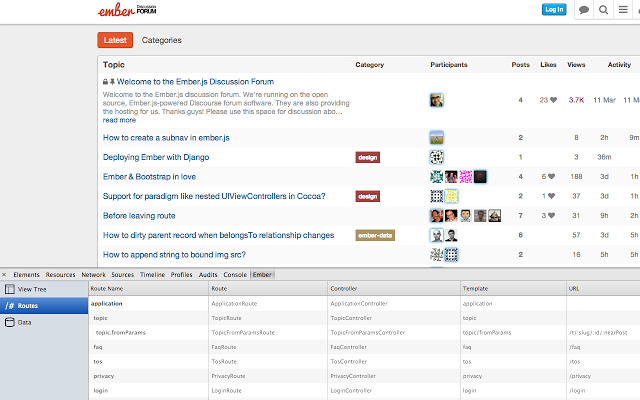 ember Discussion FORUM Log In
Latest Categories
Topic Category Participants Posts Likes Views Activity
Welcome to the Ember.js Discussion Forum
Welcome to the Ember.js discussion forum. We're running on the open
source, Ember.js-powered Discourse forum software. They are also providing
the hosting for us. Thanks guys! Please use this space for discussion abo...
read more
4 23 3.7K 11 Mar 11 M
How to create a subnav in ember.js 2 8 2h 9m
Deploying Ember with Django design 1 3 36m
Ember & Bootstrap in love 4 6 188 3d 1h
Support for paradigm like nested UIViewControllers in Cocoa? design 2 1 37 3d 1h
Before leaving route 7 3 31 9h 2h
How to dirty parent record when belongsTo relationship changes ember-data 6 57 3d 5h
How to append string to bound img src? 2 16 5h 5h
× Elements Resources Network Sources Timeline Profiles Audits Console Ember
View Tree
/# Routes
Data
Route Name Route Controller Template URL
application ApplicationRoute ApplicationController application
topic TopicRoute TopicController topic
topic.fromParams TopicFromParamsRoute TopicFromParamsController topic/fromParams /t/:slug/:id/:nearPost
faq FaqRoute FaqController faq /faq
tos TosRoute TosController tos /tos
privacy PrivacyRoute PrivacyController privacy /privacy
login LoginRoute LoginController login /login